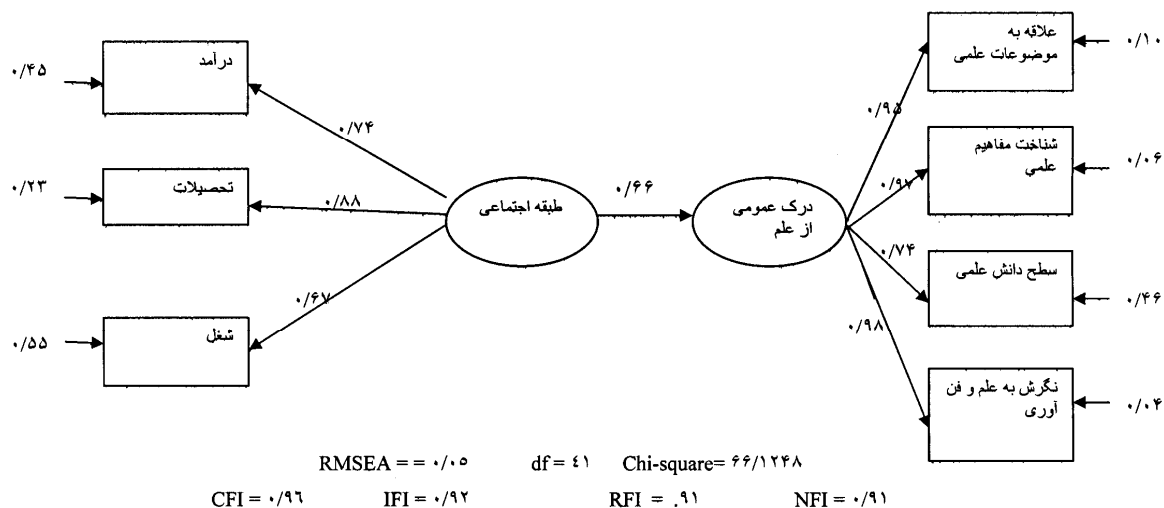 درآمد
۰/۴۵
۰/۷۴
تحصیلات
۰/۲۳
۰/۸۸
شغل
۰/۵۵
۰/۶۷
طبقه اجتماعی
۰/۶۶
درک عمومی
از علم
علاقه به
موضوعات علمی
۰/۱۰
۰/۹۵
شناخت مفاهیم
علمی
۰/۰۶
۰/۹۷
سطح دانش علمی
۰/۴۶
۰/۷۴
نگرش به علم و فن
آوری
۰/۰۴
۰/۹۸
RMSEA = = ۰/۰۵ df = ٤١ Chi-square= ۶۶/۱۲۴۸
CFI = ۰/۹٦ IFI = ۰/۹۲ RFI = .۹۱ NFI = ۰/۹۱